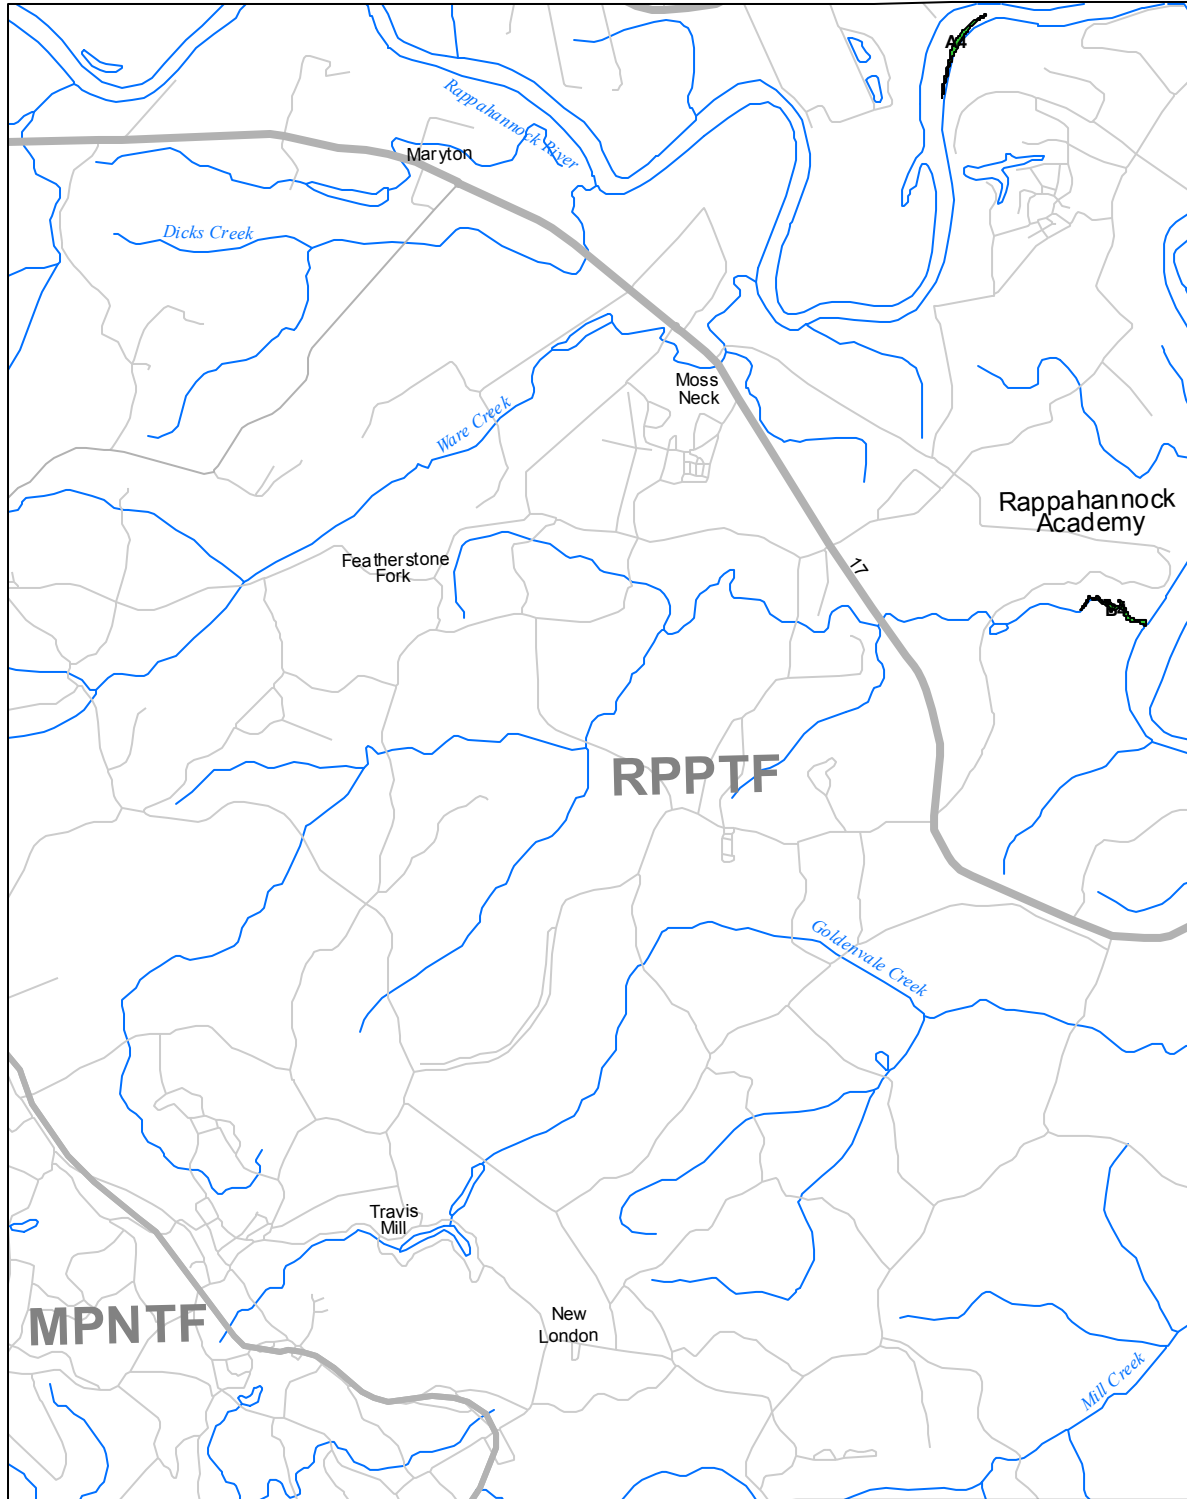 A4
Rappahannock River
Maryton
Dicks Creek
Moss
Neck
Ware Creek
Rappahannock
Academy
Featherstone
Fork
17
RPPTF
Goldenvale Creek
Travis
Mill
MPNTF
New
London
Mill Creek